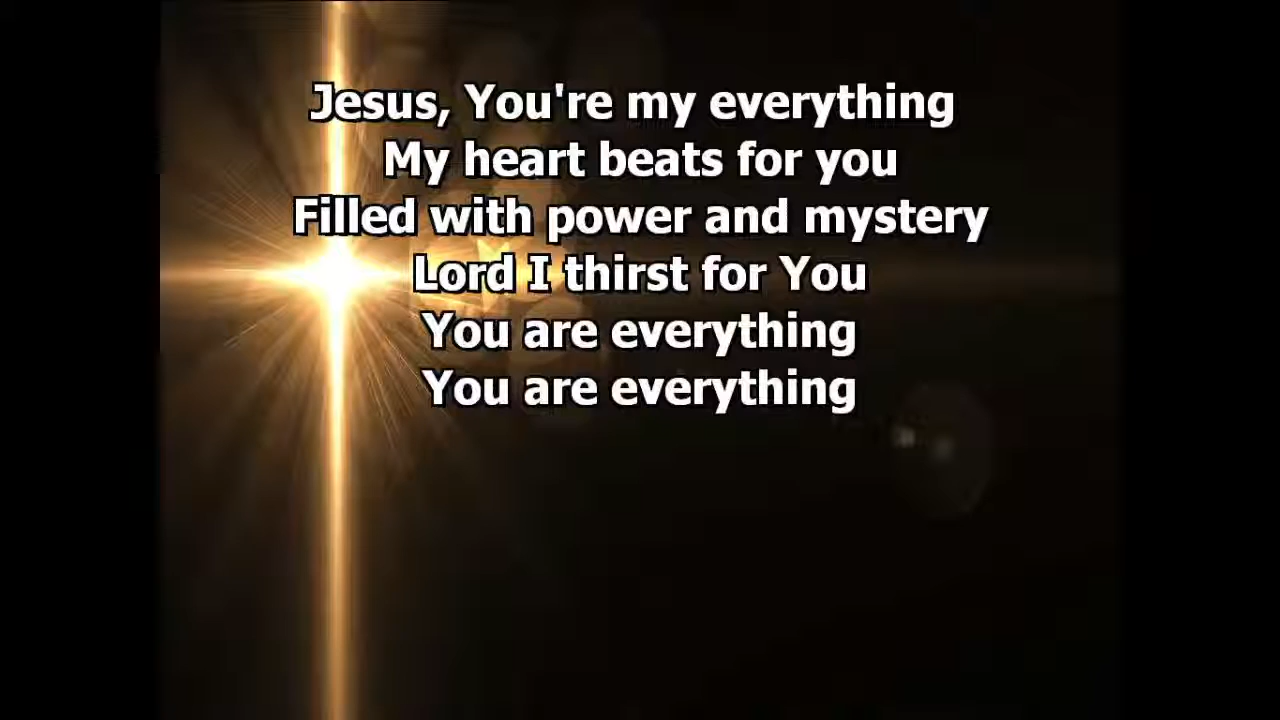 Jesus, You're my everything
My heart beats for you
Filled with power and mystery
Lord I thirst for You
You are everything
You are everything